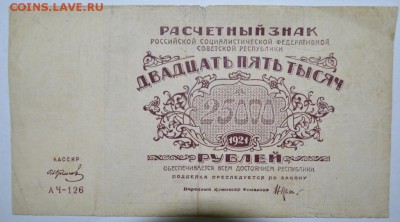 COINS.LAVE.RU
РАСЧЕТНЫЙ ЗНАК
РОССИЙСКОЙ СОЦИАЛИСТИЧЕСКОЙ ФЕДЕРАТИВНОЙ
СОВЕТСКОЙ РЕСПУБЛИКИ
ДВАДЦАТЬ ПЯТЬ ТЫСЯЧ
25000
1921
РУБЛЕЙ
ОБЕСПЕЧИВАЕТСЯ ВСЕМ ДОСТОЯНИЕМ РЕСПУБЛИКИ
ПОДДЕЛКА ПРЕСЛЕДУЕТСЯ ПО ЗАКОНУ
Народный Комиссар Финансов
КАССИР
АЧ-126